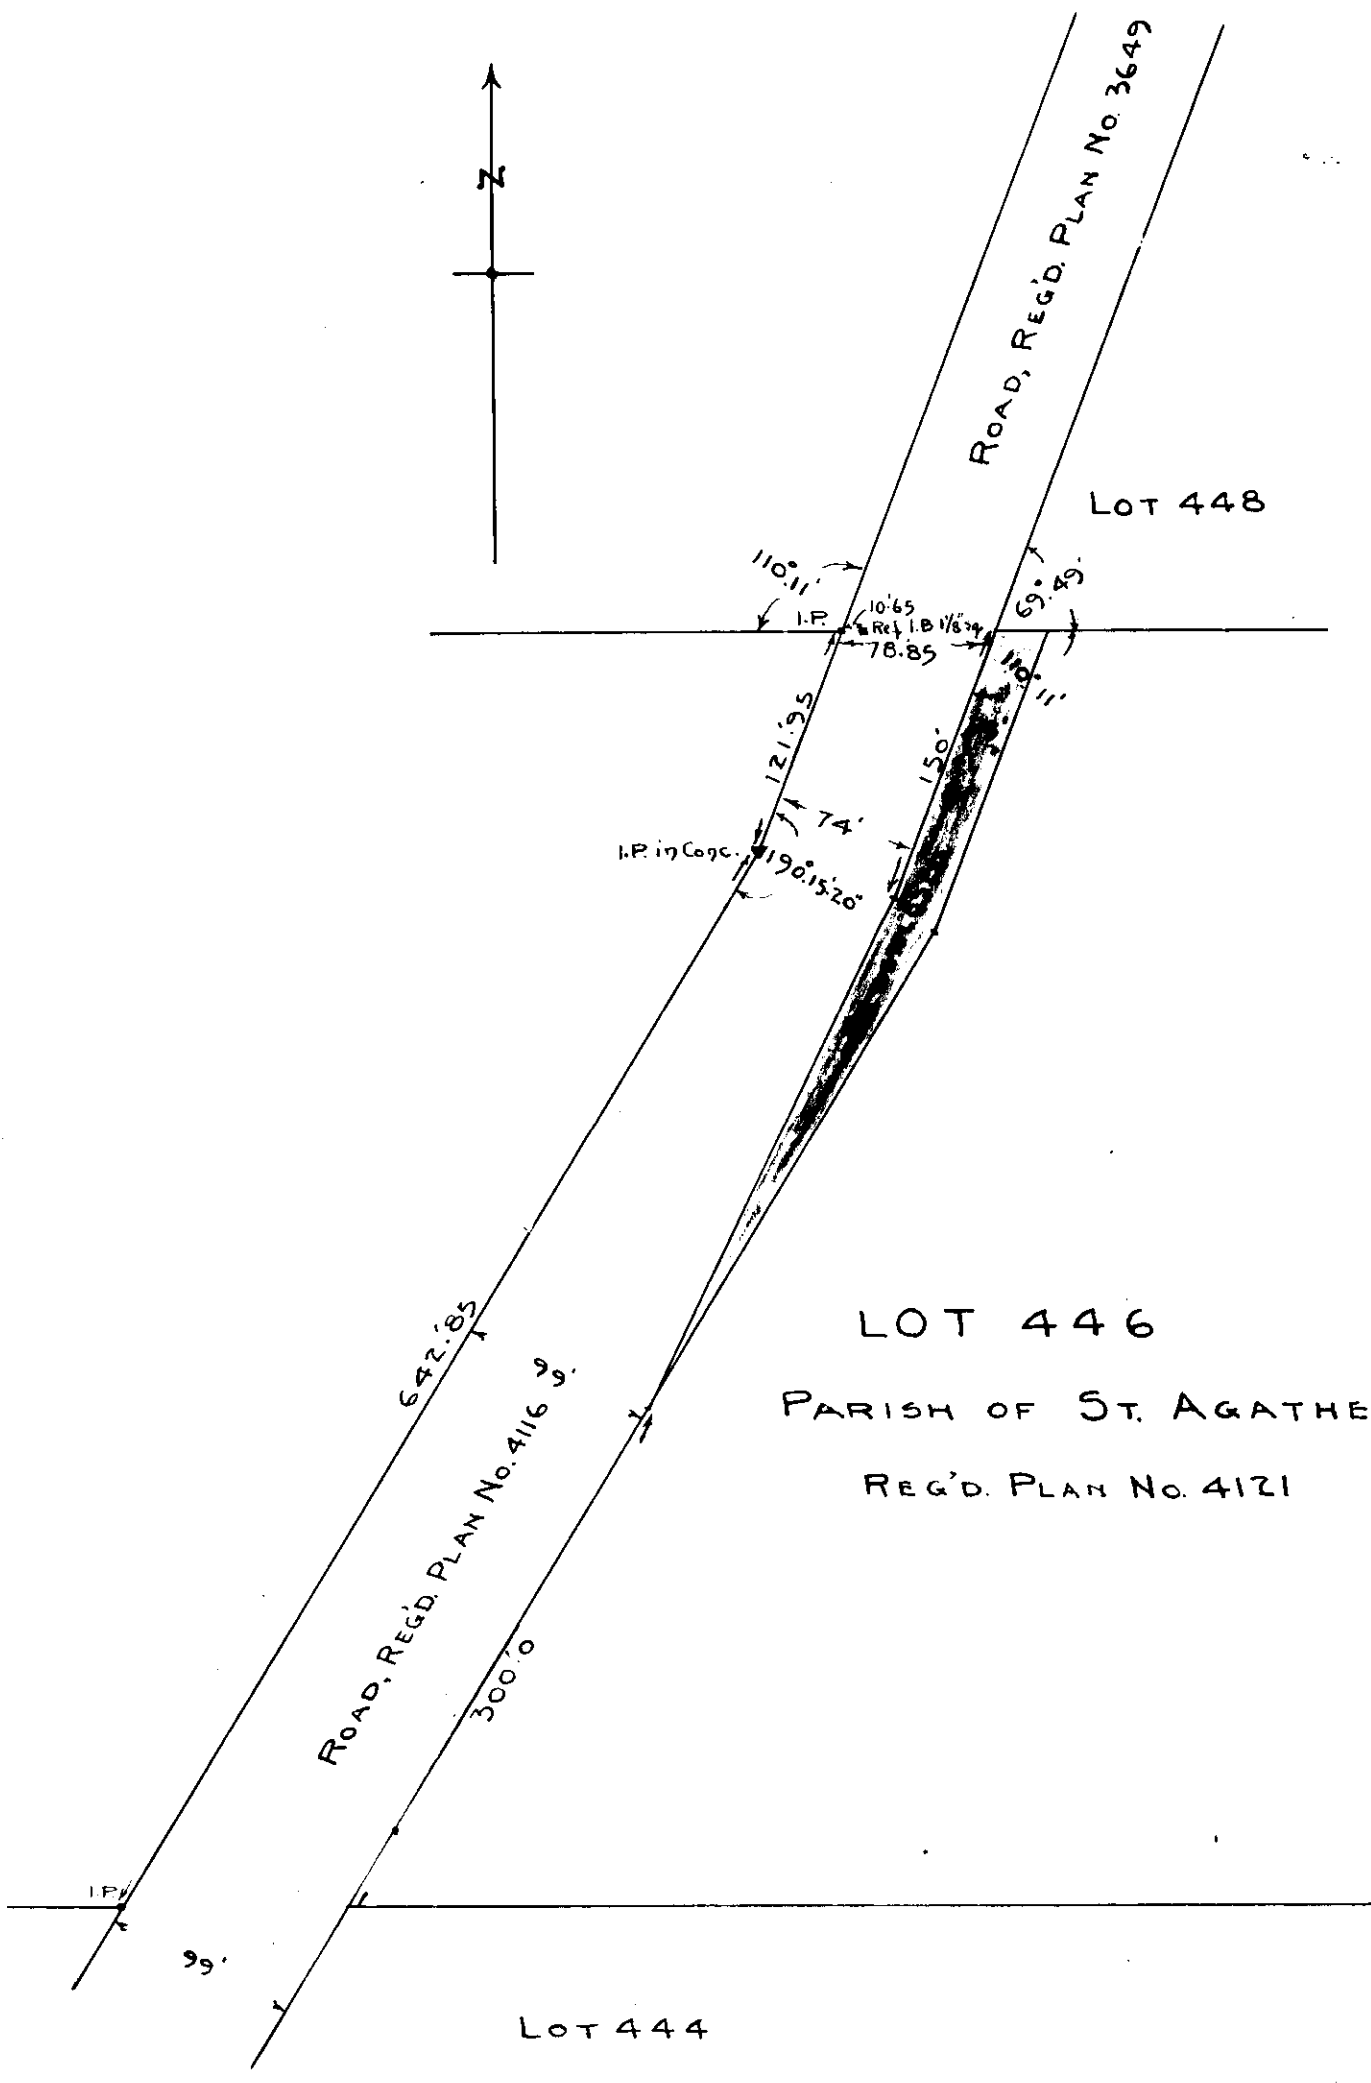 N
ROAD, REG'D. PLAN No. 3649
LOT 448
110°.11'
69°.49'
I.P.
10.'65
Ref. I.B 1⅛" sq.
78.'85
110° 11'
121.'95
150'
74'
I.P. in Conc.
190°.15'.20"
LOT 446
642.'85
99'
PARISH OF ST. AGATHE
REG'D. PLAN No. 4121
ROAD, REG'D. PLAN No. 4116
300.'0
I.P.
99'
LOT 444